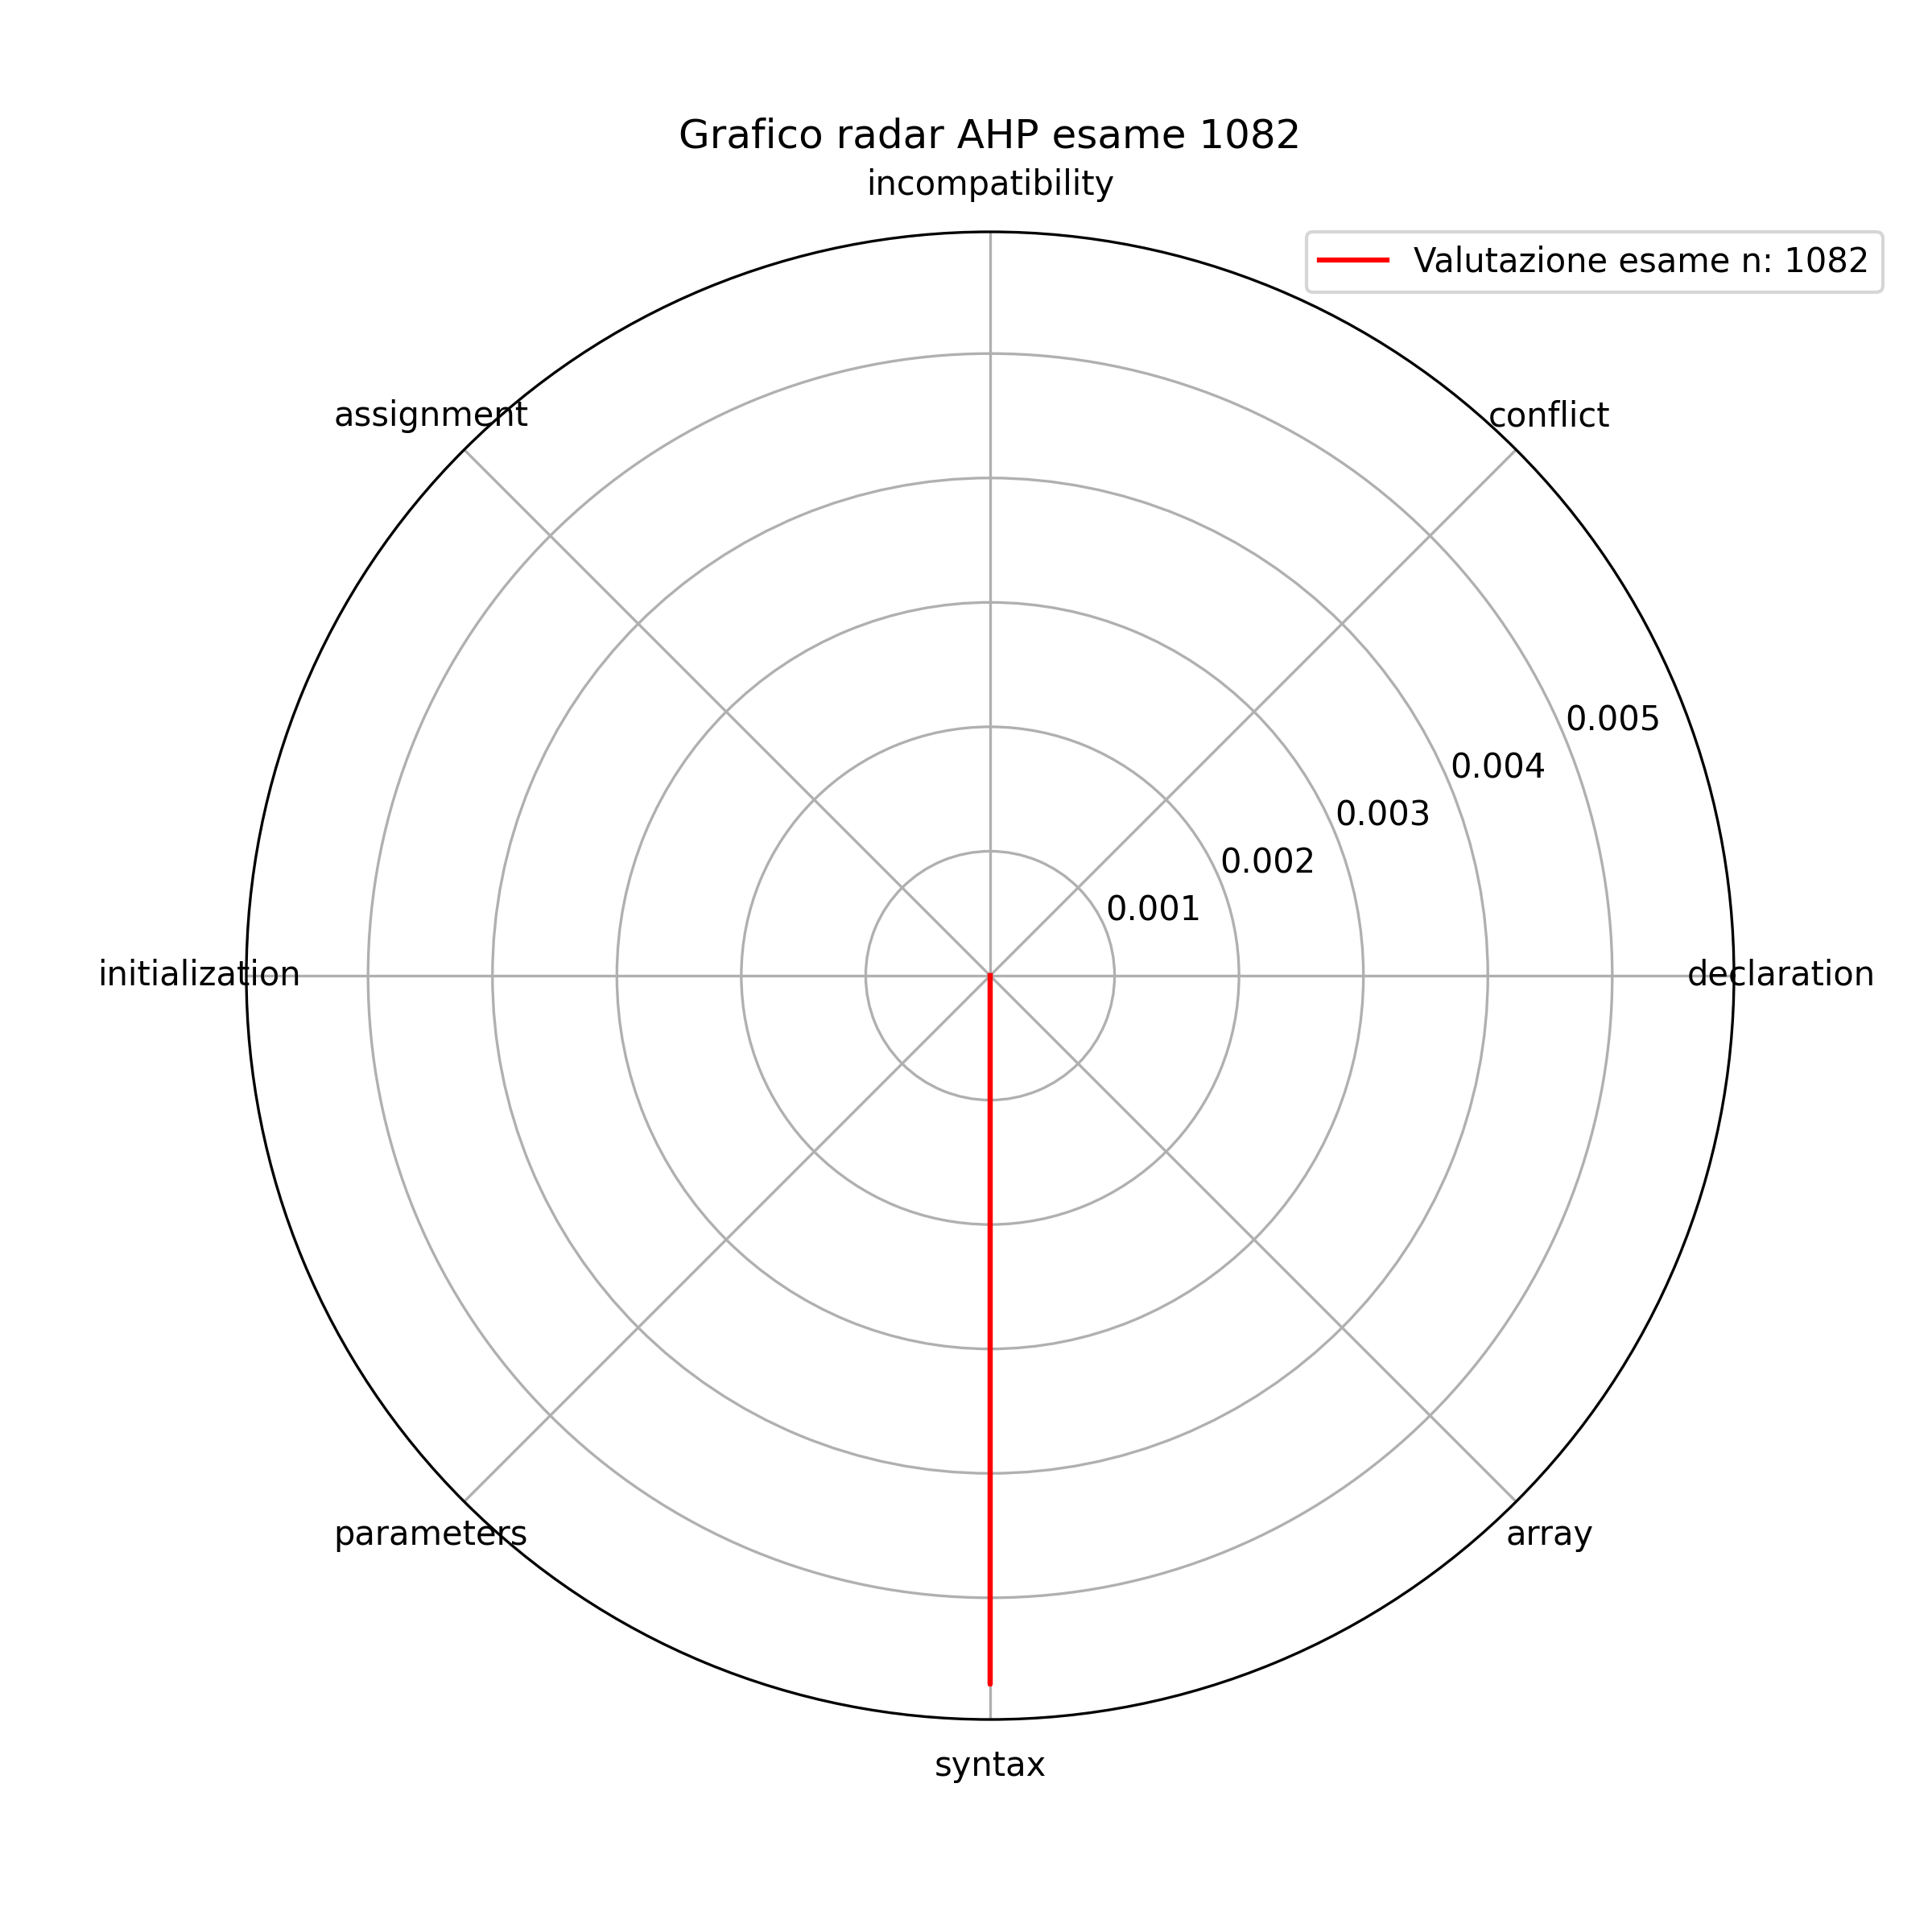 Grafico radar AHP esame 1082
incompatibility
Valutazione esame n: 1082
assignment
conflict
0.005
0.004
0.003
0.002
0.001
initialization
declaration
parameters
array
syntax